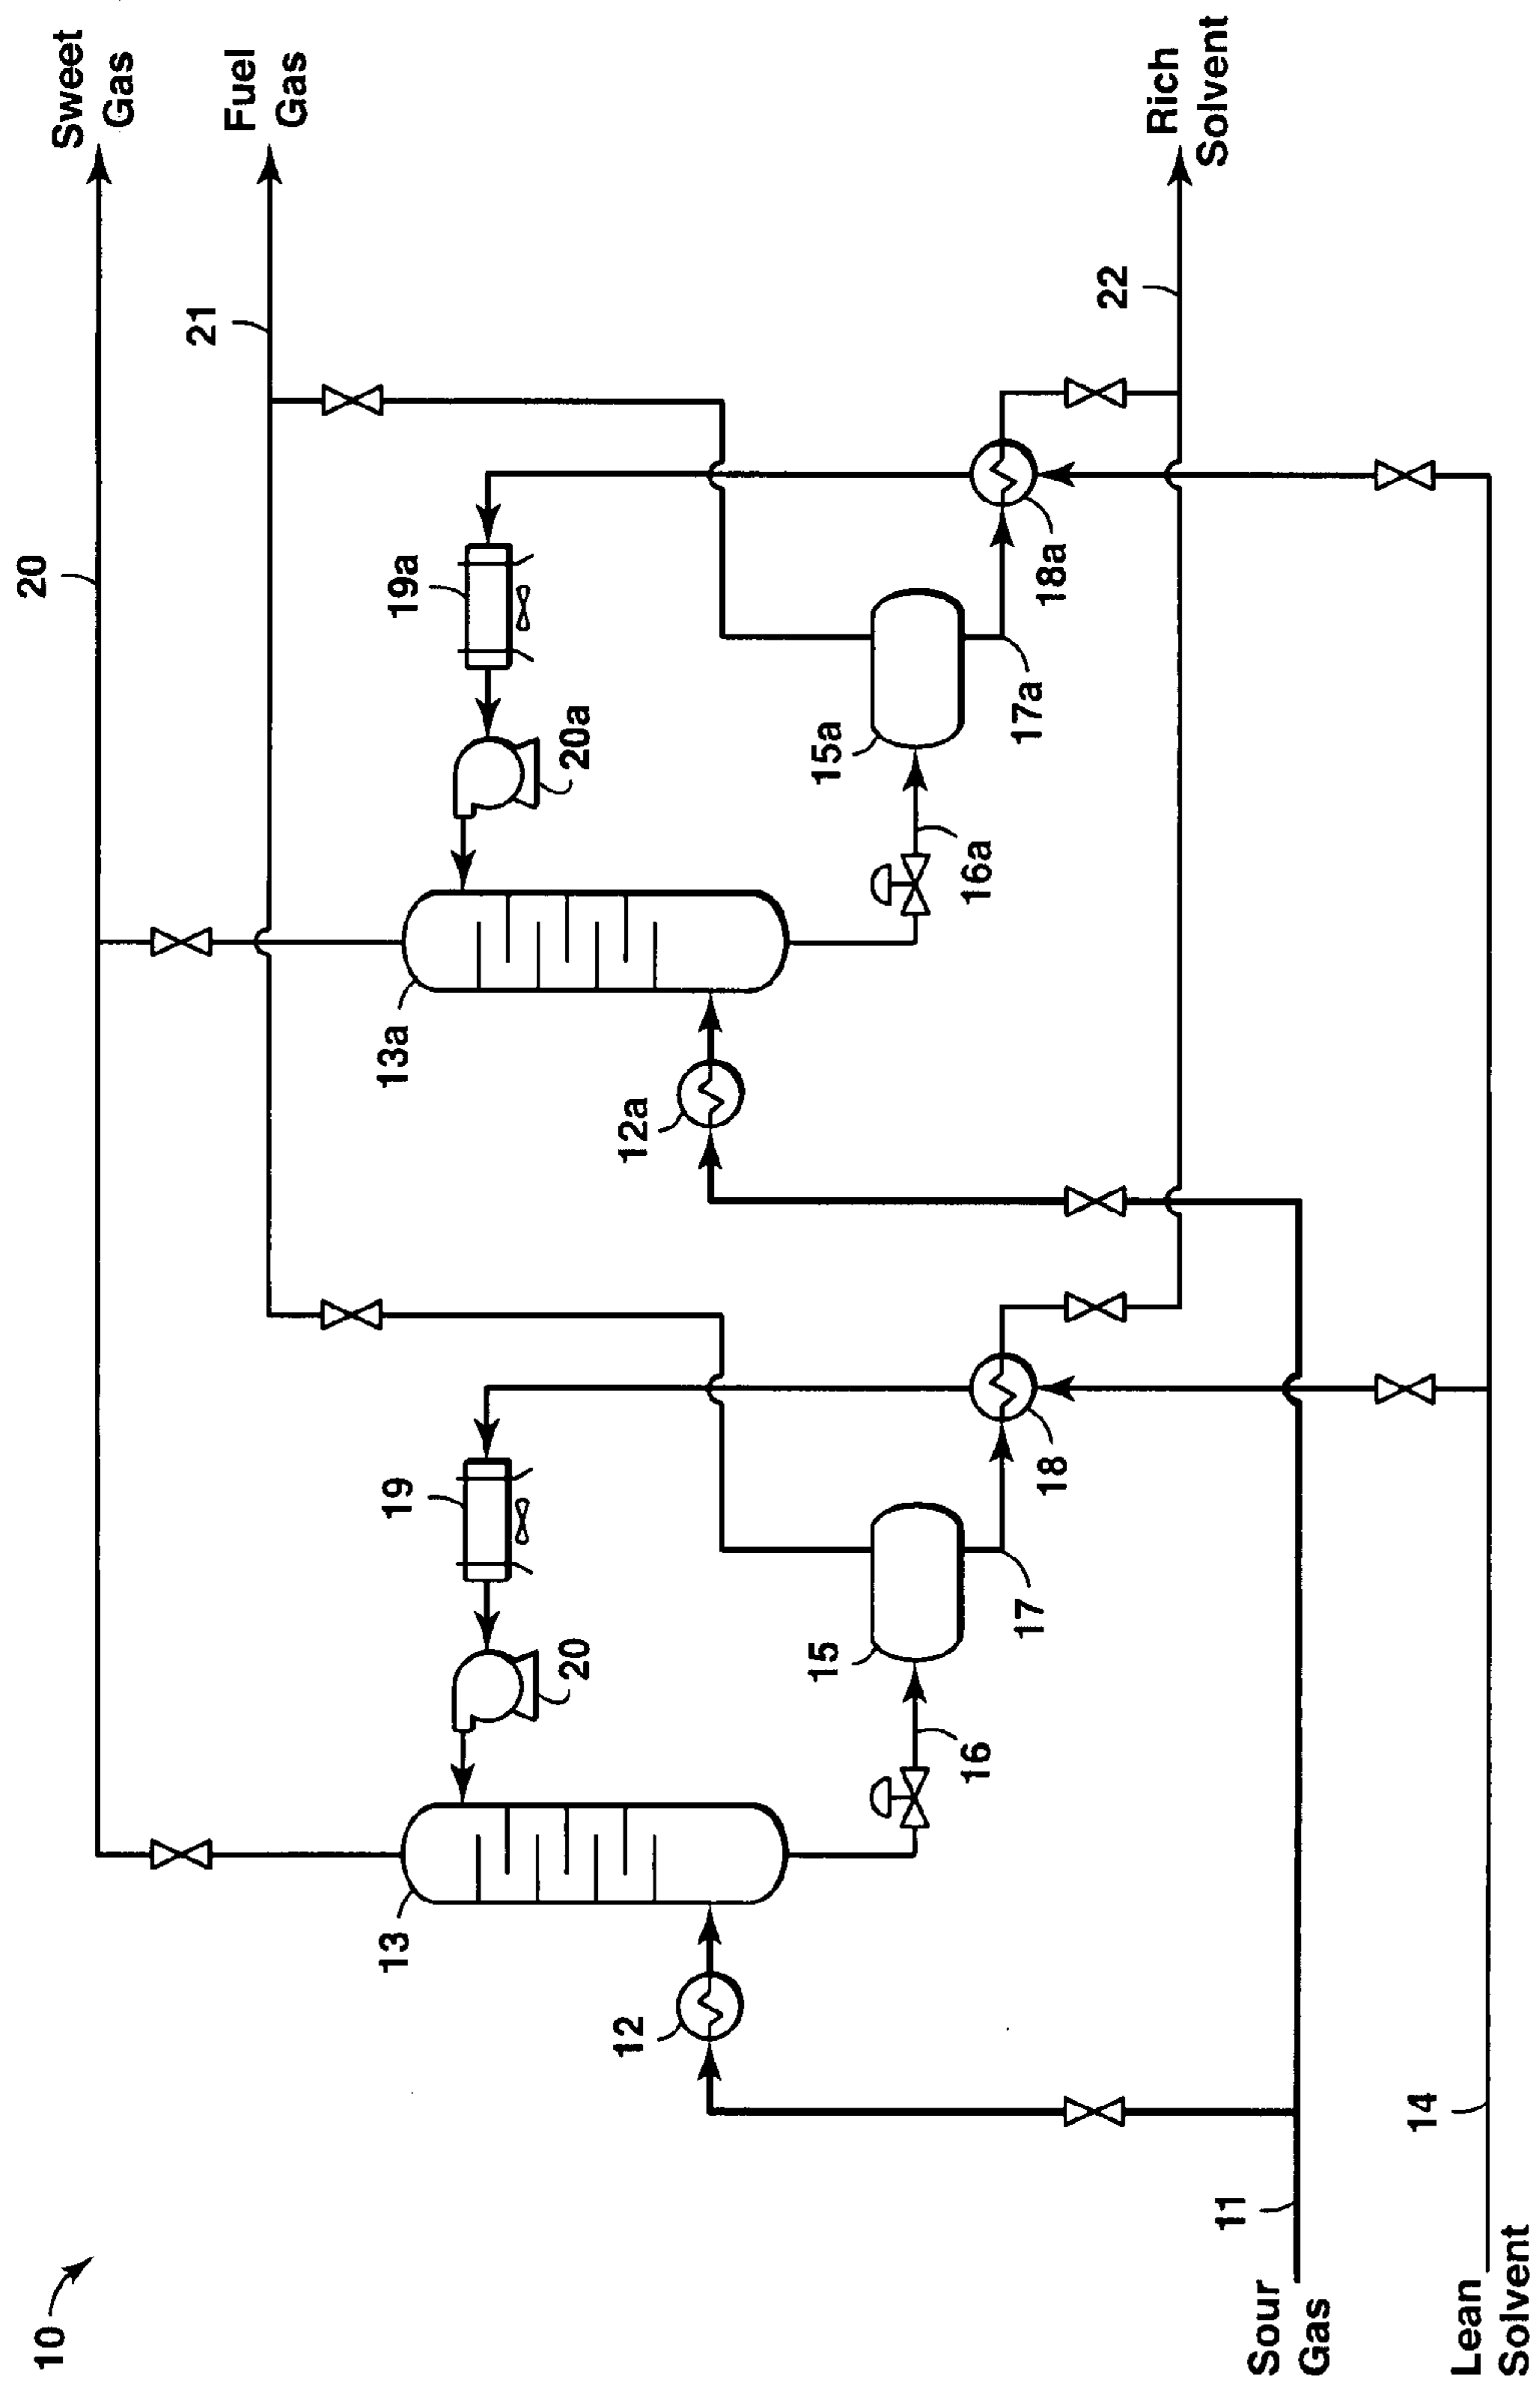 10
20
Sweet
Gas
21
Fuel
Gas
13
20
19
13a
20a
19a
12
12a
16
15
17
18
16a
15a
17a
18a
22
Rich
Solvent
Sour
Gas
11
Lean
Solvent
14